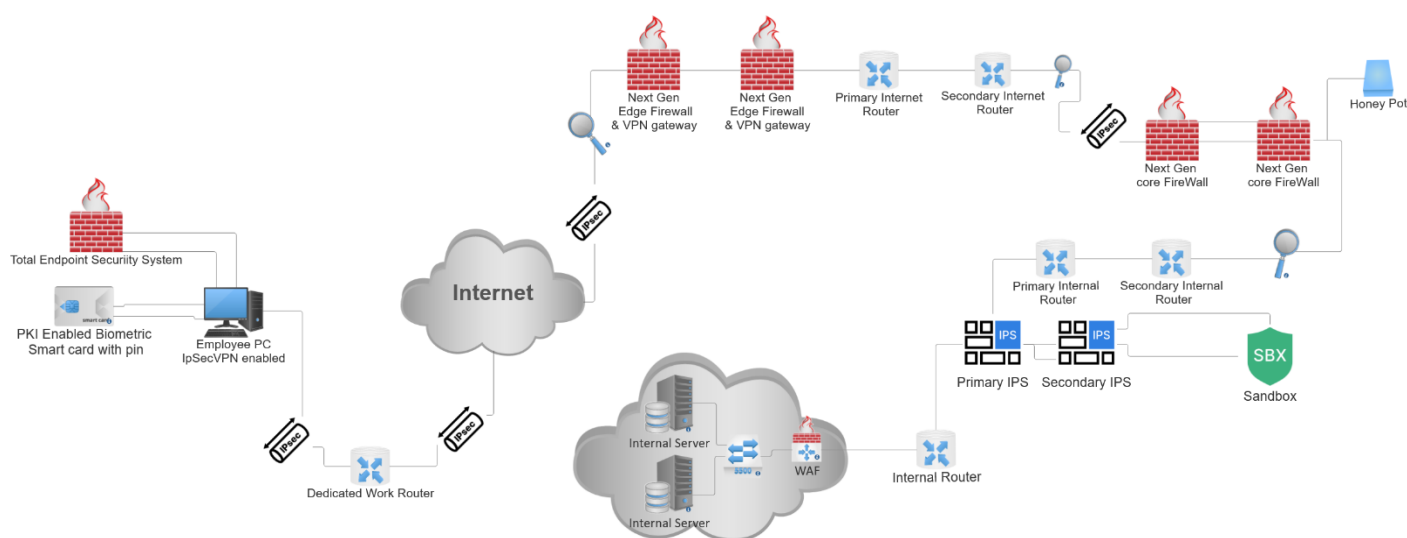 Next Gen
Edge Firewall
& VPN gateway
Next Gen
Edge Firewall
& VPN gateway
Primary Internet
Router
Secondary Internet
Router
IPsec
Next Gen
core FireWall
Next Gen
core FireWall
Honey Pot
Total Endpoint Securiity System
smart card
PKI Enabled Biometric
Smart card with pin
Employee PC
IpSecVPN enabled
IPsec
Dedicated Work Router
IPsec
Internet
IPsec
Primary Internal
Router
Secondary Internal
Router
IPS
Primary IPS
IPS
Secondary IPS
SBX
Sandbox
Internal Router
WAF
Internal Server
Internal Server